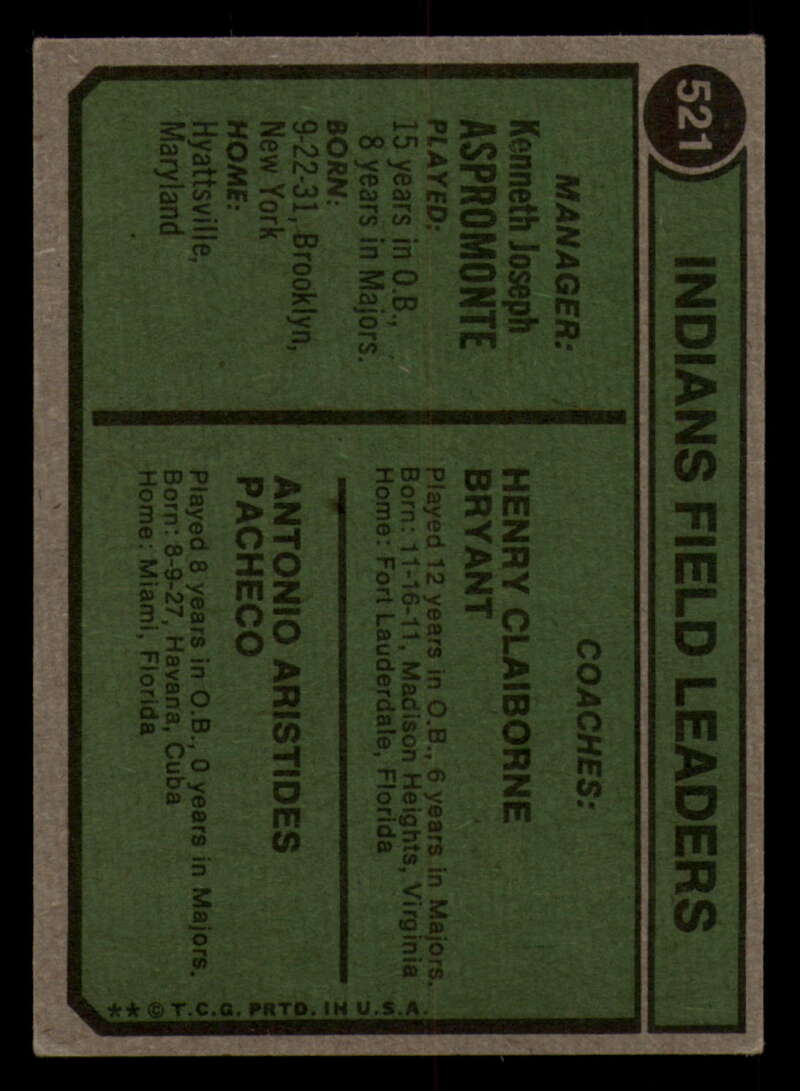 521
INDIANS FIELD LEADERS
MANAGER:
Kenneth Joseph
ASPROMONTE
PLAYED:
15 years in O.B.,
8 years in Majors.
BORN:
9-22-31, Brooklyn,
New York
HOME:
Hyattsville,
Maryland
COACHES:
HENRY CLAIBORNE
BRYANT
Played 12 years in O.B., 6 years in Majors.
Born: 11-16-11, Madison Heights, Virginia
Home: Fort Lauderdale, Florida
ANTONIO ARISTIDES
PACHECO
Played 8 years in O.B., 0 years in Majors.
Born: 8-9-27, Havana, Cuba
Home: Miami, Florida
** © T.C.G. PRTD. IN U.S.A.